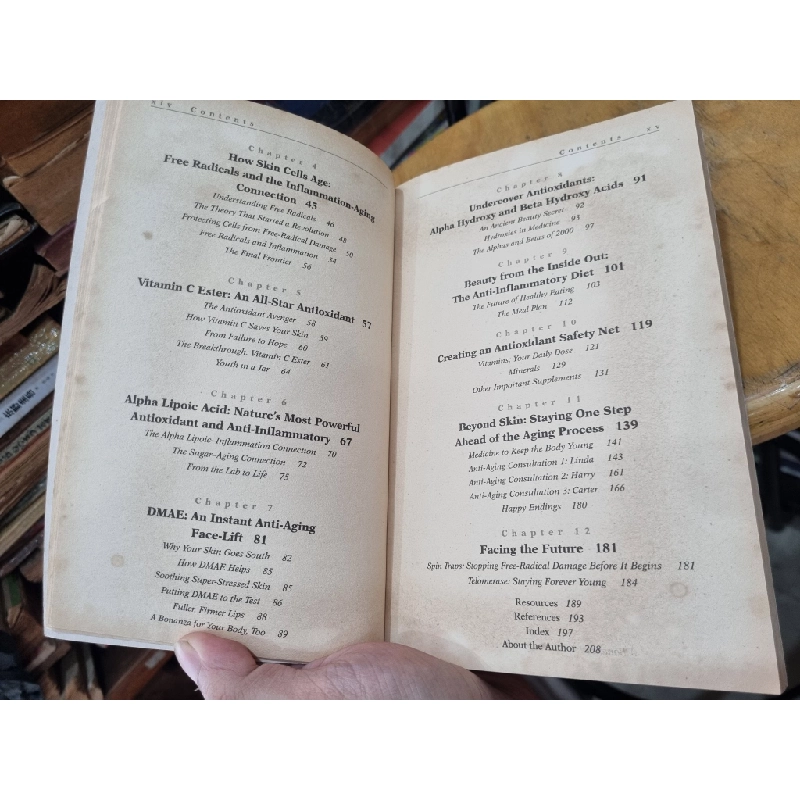 xiv Contents
Chapter 4
How Skin Cells Age:
Free Radicals and the Inflammation-Aging
Connection 45
Understanding Free Radicals 46
The Theory That Started a Revolution 48
Protecting Cells from Free-Radical Damage 50
Free Radicals and Inflammation 54
The Final Frontier 56
Chapter 5
Vitamin C Ester: An All-Star Antioxidant 57
The Antioxidant Avenger 58
How Vitamin C Saves Your Skin 59
From Failure to Hope 60
The Breakthrough: Vitamin C Ester 61
Youth in a Jar 64
Chapter 6
Alpha Lipoic Acid: Nature's Most Powerful
Antioxidant and Anti-Inflammatory 67
The Alpha Lipoic-Inflammation Connection 70
The Sugar-Aging Connection 72
From the Lab to Life 75
Chapter 7
DMAE: An Instant Anti-Aging
Face-Lift 81
Why Your Skin Goes South 82
How DMAE Helps 83
Soothing Super-Stressed Skin 85
Putting DMAE to the Test 86
Fuller Firmer Lips 88
A Bonanza for Your Body, Too 89
Contents xv
Chapter 8
Undercover Antioxidants:
Alpha Hydroxy and Beta Hydroxy Acids 91
An Ancient Beauty Secret 92
Hydroxies in Medicine 93
The Alphas and Betas of 2000 97
Chapter 9
Beauty from the Inside Out:
The Anti-Inflammatory Diet 101
The Future of Healthy Eating 103
The Meal Plan 112
Chapter 10
Creating an Antioxidant Safety Net 119
Vitamins, Your Daily Dose 121
Minerals 129
Other Important Supplements 131
Chapter 11
Beyond Skin: Staying One Step
Ahead of the Aging Process 139
Medicine to Keep the Body Young 141
Anti-Aging Consultation 1: Linda 143
Anti-Aging Consultation 2: Harry 161
Anti-Aging Consultation 3: Carter 166
Happy Endings 180
Chapter 12
Facing the Future 181
Spin Traps: Stopping Free-Radical Damage Before It Begins 181
Telomerase: Staying Forever Young 184
Resources 189
References 193
Index 197
About the Author 208